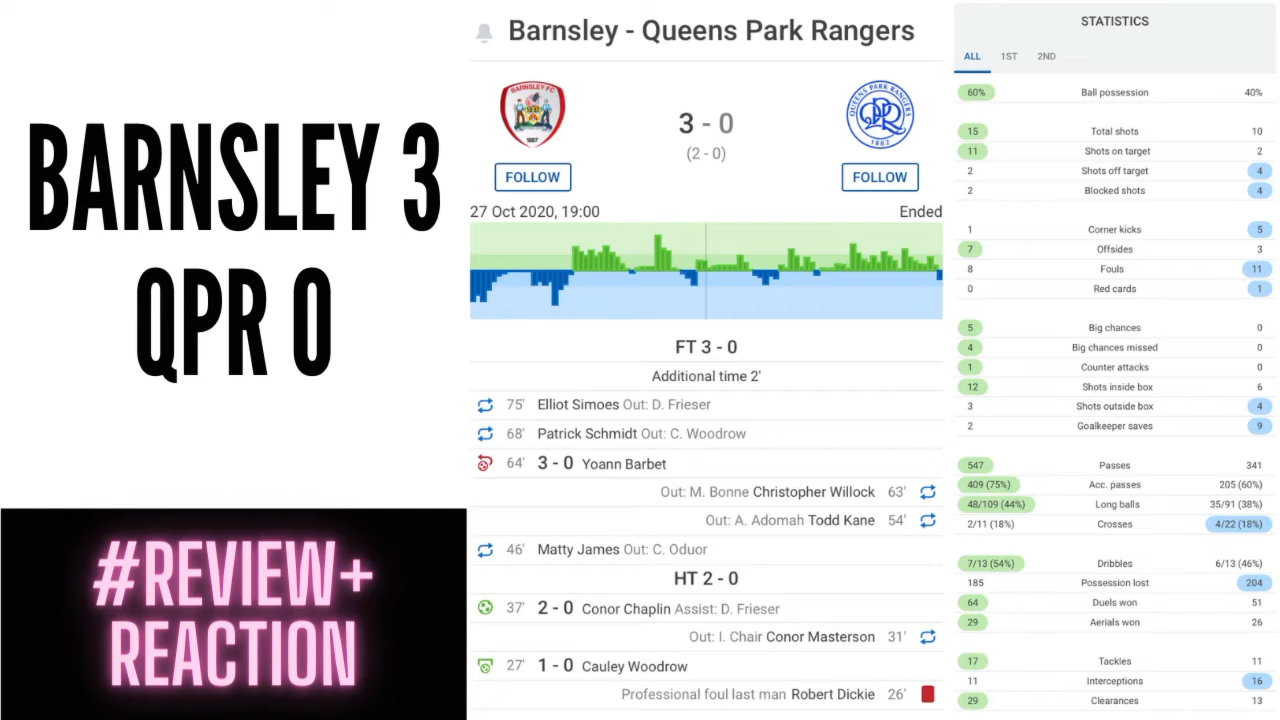 BARNSLEY 3
QPR 0
#REVIEW+
REACTION
Barnsley - Queens Park Rangers
BARNSLEY FC
1887
QUEENS PARK RANGERS
1882
3 - 0
(2 - 0)
FOLLOW
FOLLOW
27 Oct 2020, 19:00 Ended
FT 3 - 0
Additional time 2'
75' Elliot Simoes Out: D. Frieser
68' Patrick Schmidt Out: C. Woodrow
64' 3 - 0 Yoann Barbet
Out: M. Bonne Christopher Willock 63'
Out: A. Adomah Todd Kane 54'
46' Matty James Out: C. Oduor
HT 2 - 0
37' 2 - 0 Conor Chaplin Assist: D. Frieser
Out: I. Chair Conor Masterson 31'
27' 1 - 0 Cauley Woodrow
Professional foul last man Robert Dickie 26'
STATISTICS
ALL 1ST 2ND
60% Ball possession 40%
15 Total shots 10
11 Shots on target 2
2 Shots off target 4
2 Blocked shots 4
1 Corner kicks 5
7 Offsides 3
8 Fouls 11
0 Red cards 1
5 Big chances 0
4 Big chances missed 0
1 Counter attacks 0
12 Shots inside box 6
3 Shots outside box 4
2 Goalkeeper saves 9
547 Passes 341
409 (75%) Acc. passes 205 (60%)
48/109 (44%) Long balls 35/91 (38%)
2/11 (18%) Crosses 4/22 (18%)
7/13 (54%) Dribbles 6/13 (46%)
185 Possession lost 204
64 Duels won 51
29 Aerials won 26
17 Tackles 11
11 Interceptions 16
29 Clearances 13